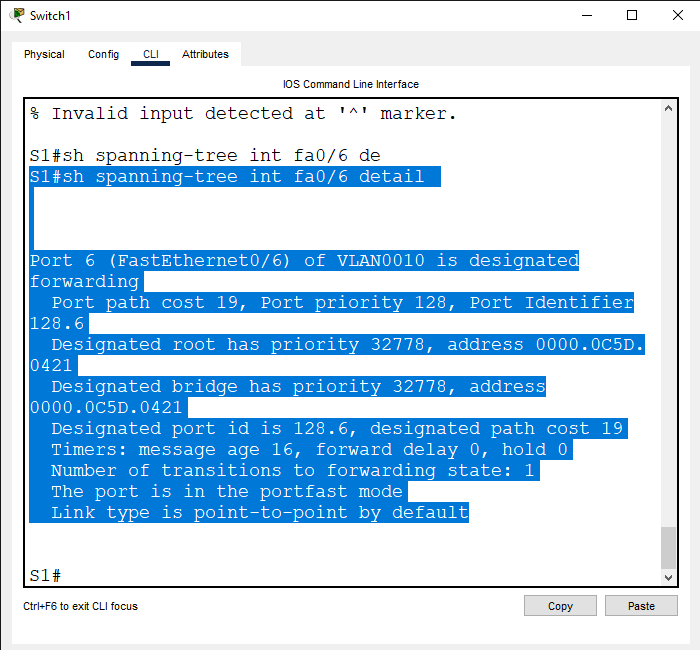 Switch1
Physical Config CLI Attributes
IOS Command Line Interface
% Invalid input detected at '^' marker.
S1#sh spanning-tree int fa0/6 de
S1#sh spanning-tree int fa0/6 detail
Port 6 (FastEthernet0/6) of VLAN0010 is designated
forwarding
Port path cost 19, Port priority 128, Port Identifier
128.6
Designated root has priority 32778, address 0000.0C5D.
0421
Designated bridge has priority 32778, address
0000.0C5D.0421
Designated port id is 128.6, designated path cost 19
Timers: message age 16, forward delay 0, hold 0
Number of transitions to forwarding state: 1
The port is in the portfast mode
Link type is point-to-point by default
S1#
Ctrl+F6 to exit CLI focus
Copy Paste